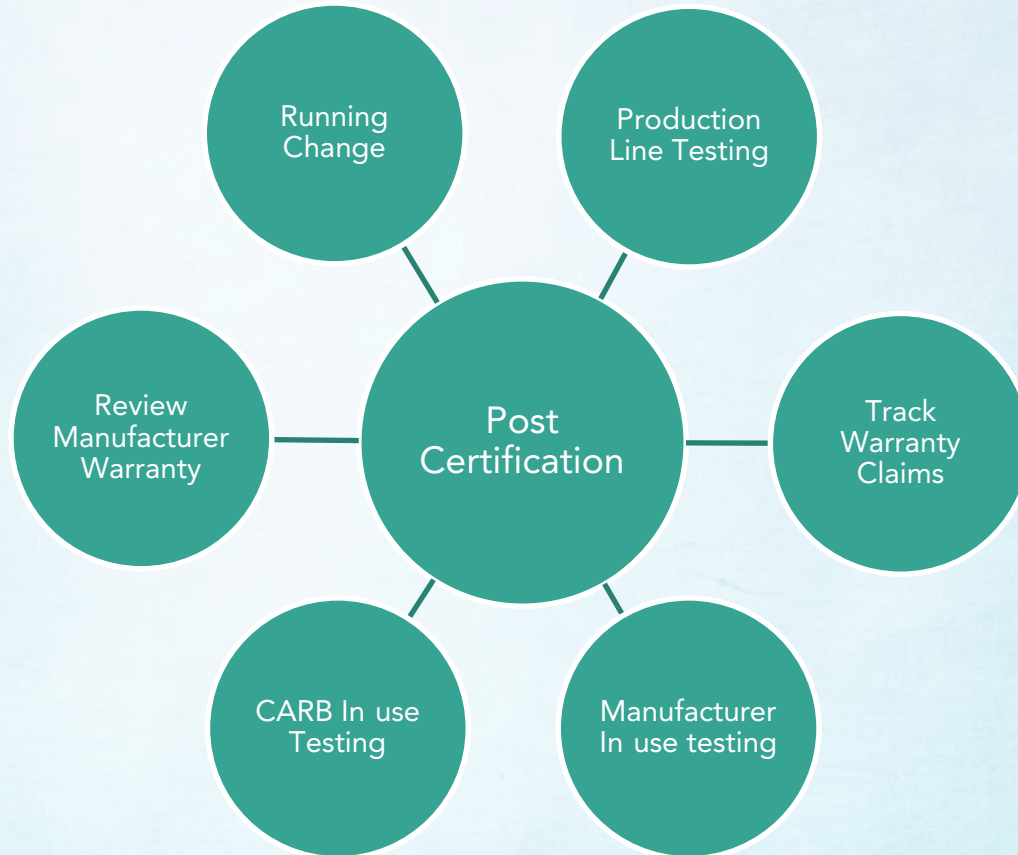 Running
Change
Production
Line Testing
Review
Manufacturer
Warranty
Post
Certification
Track
Warranty
Claims
CARB In use
Testing
Manufacturer
In use testing